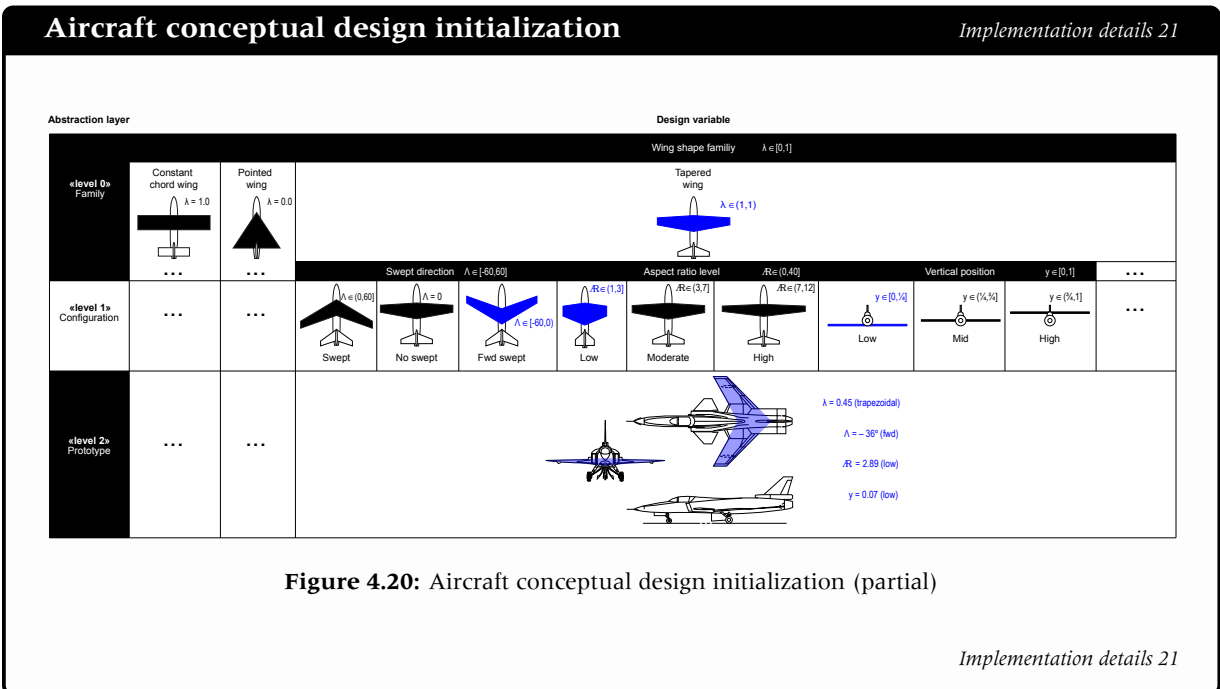 Aircraft conceptual design initialization
Implementation details 21
Abstraction layer
Design variable
Wing shape familiy λ ∈ [0,1]
«level 0»
Family
Constant
chord wing
λ = 1.0
...
Pointed
wing
λ = 0.0
...
Tapered
wing
λ ∈ (1,1)
Swept direction Λ ∈ [-60,60]
Aspect ratio level Æ ∈ (0,40]
Vertical position y ∈ [0,1]
...
«level 1»
Configuration
...
...
Λ ∈ (0,60]
Swept
Λ = 0
No swept
Λ ∈ [-60,0)
Fwd swept
Æ ∈ (1,3]
Low
Æ ∈ (3,7]
Moderate
Æ ∈ (7,12]
High
y ∈ [0,¼]
Low
y ∈ (¼,¾]
Mid
y ∈ (¾,1]
High
...
«level 2»
Prototype
...
...
λ = 0.45 (trapezoidal)
Λ = – 36º (fwd)
Æ = 2.89 (low)
y = 0.07 (low)
Figure 4.20: Aircraft conceptual design initialization (partial)
Implementation details 21